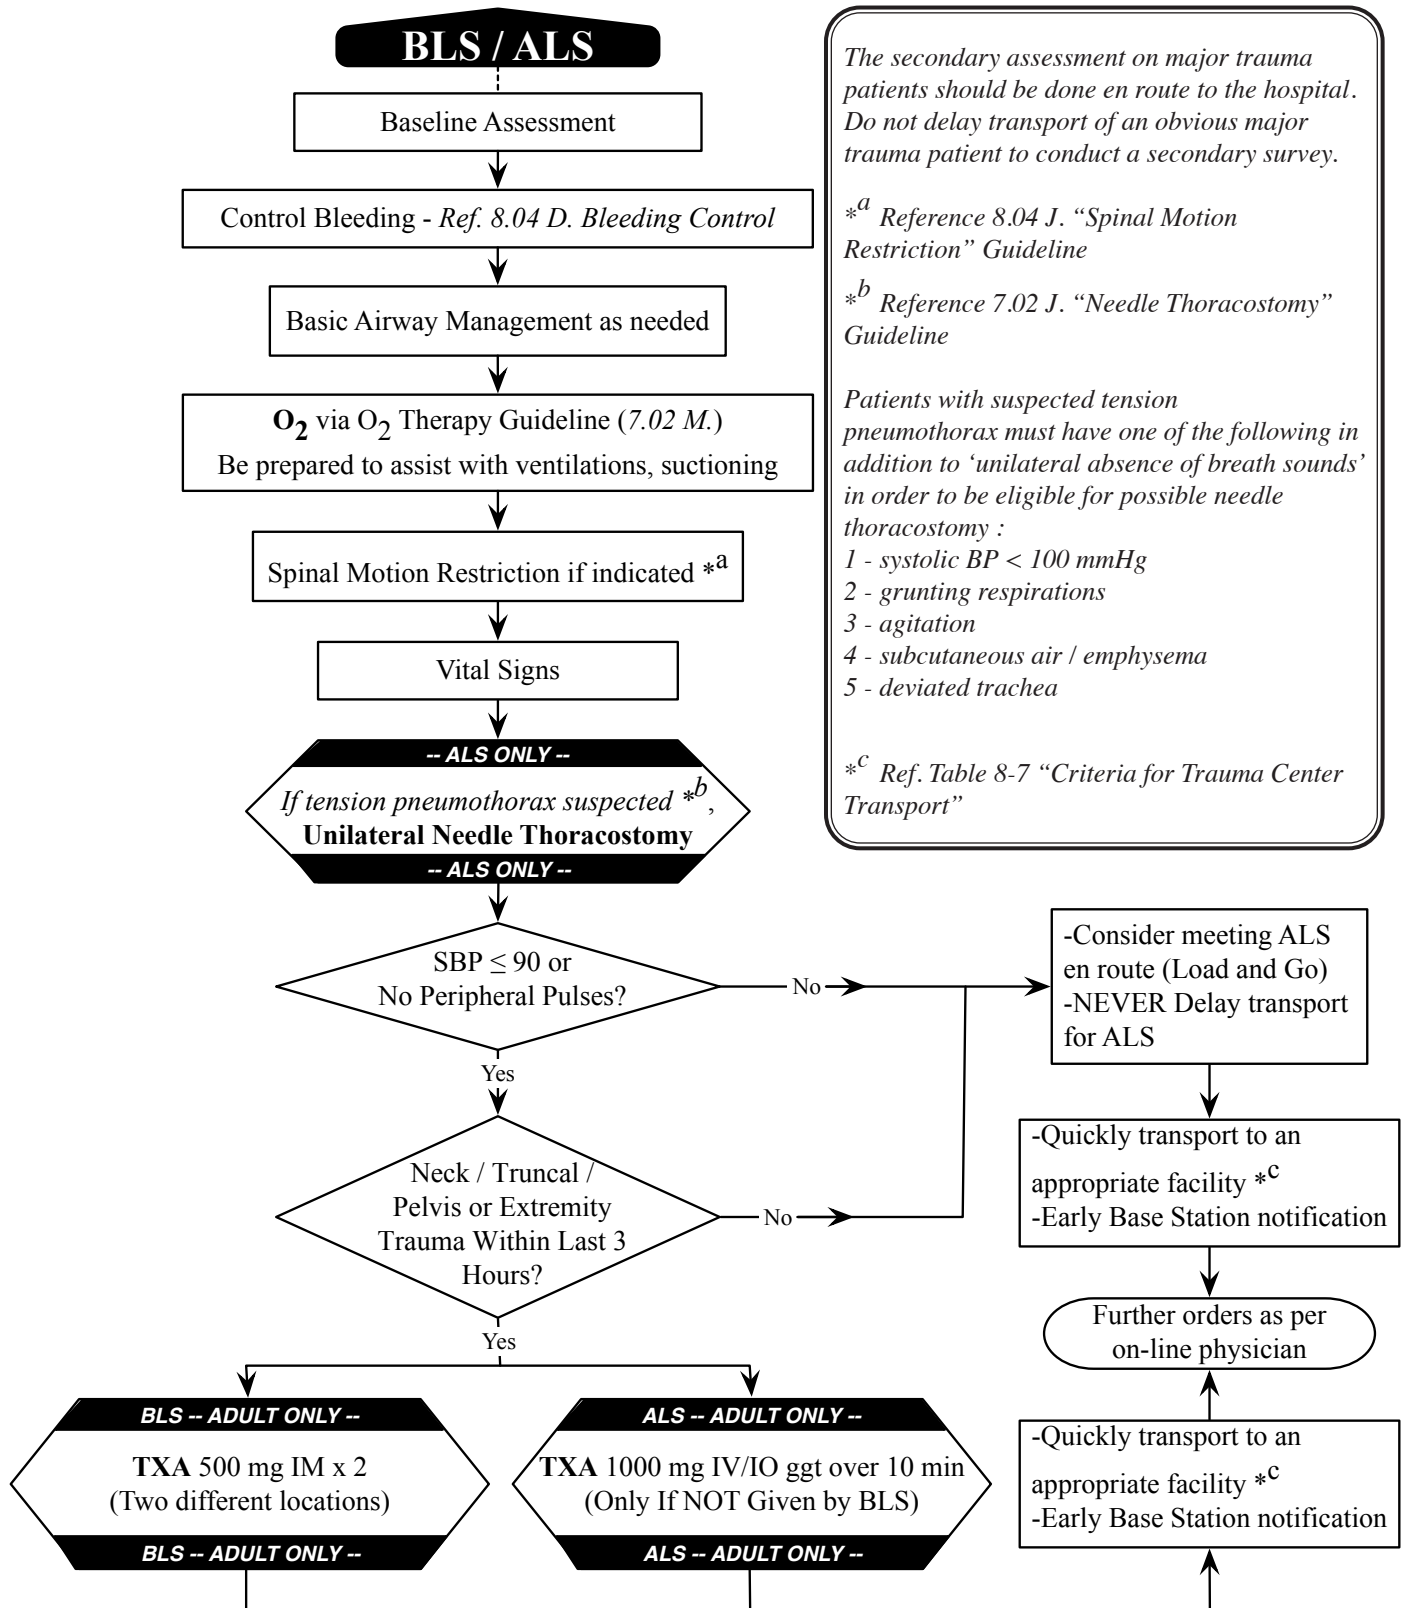 BLS / ALS
Baseline Assessment
Control Bleeding - Ref. 8.04 D. Bleeding Control
Basic Airway Management as needed
O2 via O2 Therapy Guideline (7.02 M.)
Be prepared to assist with ventilations, suctioning
Spinal Motion Restriction if indicated *a
Vital Signs
-- ALS ONLY --
If tension pneumothorax suspected *b,
Unilateral Needle Thoracostomy
-- ALS ONLY --
The secondary assessment on major trauma
patients should be done en route to the hospital.
Do not delay transport of an obvious major
trauma patient to conduct a secondary survey.
*a Reference 8.04 J. “Spinal Motion
Restriction” Guideline
*b Reference 7.02 J. “Needle Thoracostomy”
Guideline
Patients with suspected tension
pneumothorax must have one of the following in
addition to ‘unilateral absence of breath sounds’
in order to be eligible for possible needle
thoracostomy :
1 - systolic BP < 100 mmHg
2 - grunting respirations
3 - agitation
4 - subcutaneous air / emphysema
5 - deviated trachea
*c Ref. Table 8-7 “Criteria for Trauma Center
Transport”
SBP ≤ 90 or
No Peripheral Pulses?
No
Yes
-Consider meeting ALS
en route (Load and Go)
-NEVER Delay transport
for ALS
Neck / Truncal /
Pelvis or Extremity
Trauma Within Last 3
Hours?
No
Yes
-Quickly transport to an
appropriate facility *c
-Early Base Station notification
Further orders as per
on-line physician
BLS -- ADULT ONLY --
TXA 500 mg IM x 2
(Two different locations)
BLS -- ADULT ONLY --
ALS -- ADULT ONLY --
TXA 1000 mg IV/IO ggt over 10 min
(Only If NOT Given by BLS)
ALS -- ADULT ONLY --
-Quickly transport to an
appropriate facility *c
-Early Base Station notification